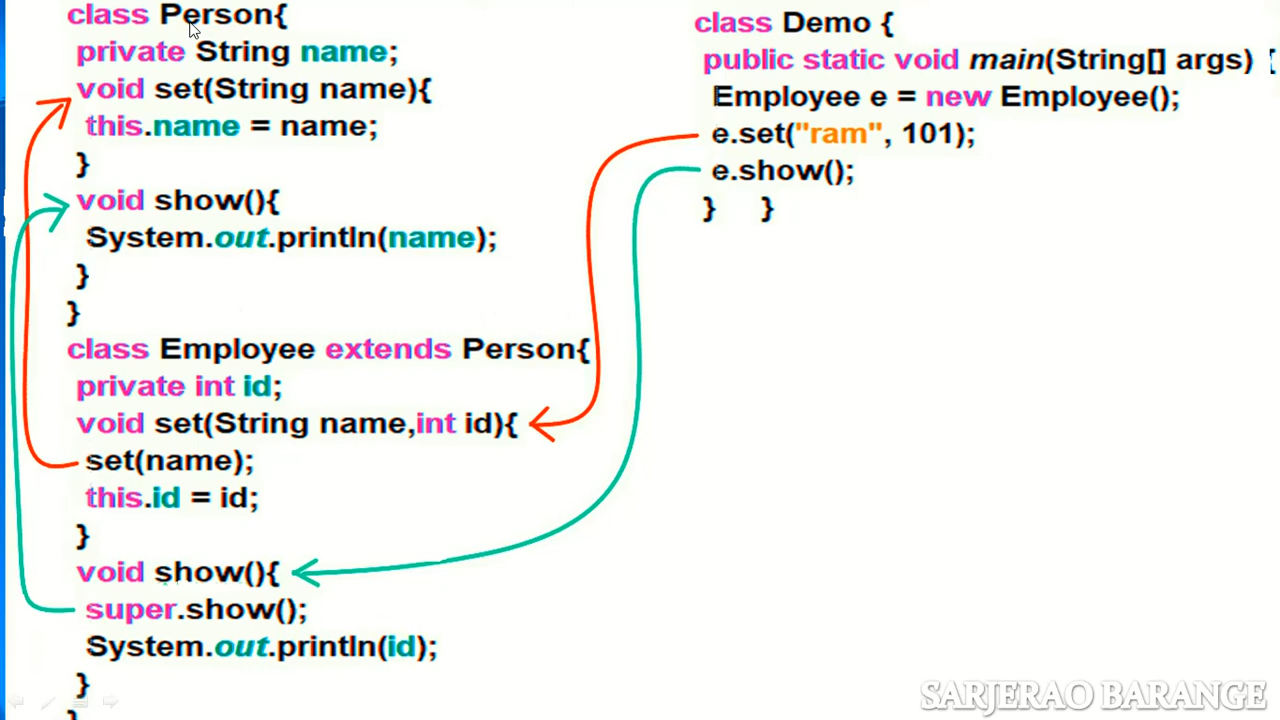 class Person{
private String name;
void set(String name){
this.name = name;
}
void show(){
System.out.println(name);
}
}
class Employee extends Person{
private int id;
void set(String name,int id){
set(name);
this.id = id;
}
void show(){
super.show();
System.out.println(id);
}
}
class Demo {
public static void main(String[] args) {
Employee e = new Employee();
e.set("ram", 101);
e.show();
} }
SARJERAO BARANGE